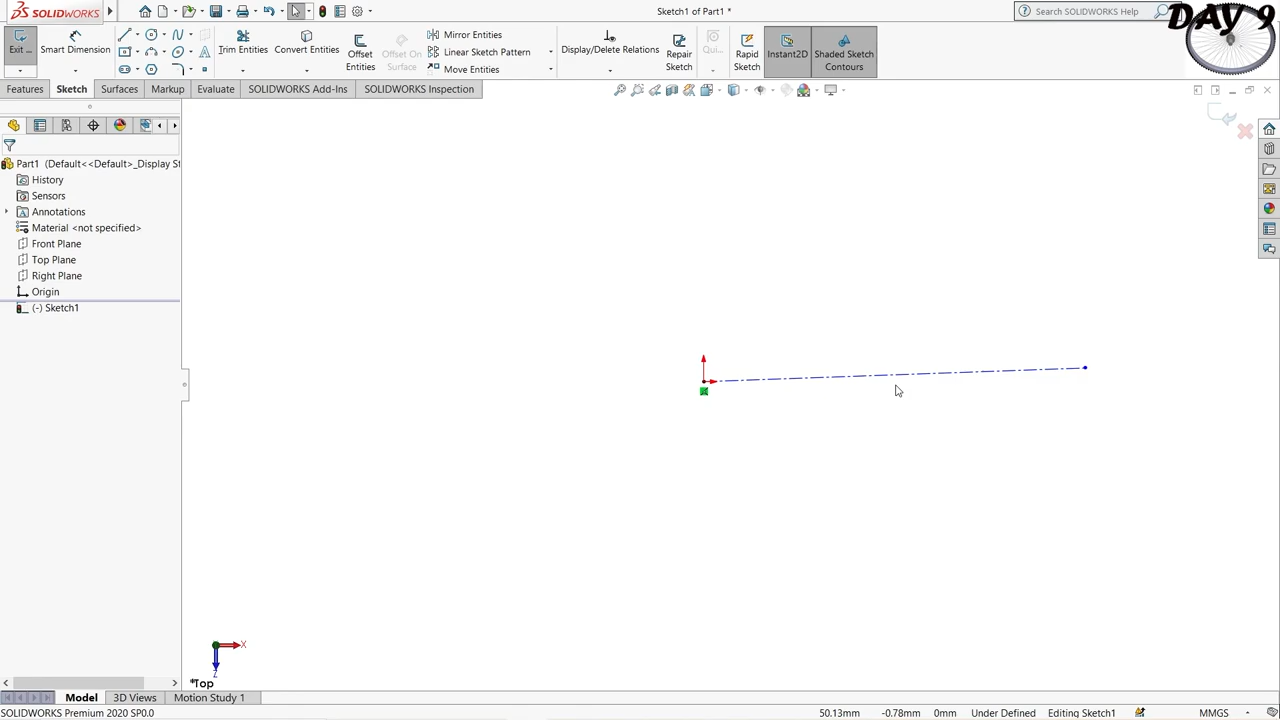 SOLIDWORKS
Sketch1 of Part1 *
Search SOLIDWORKS Help
DAY 9
Exit...
Smart Dimension
Trim Entities
Convert Entities
Offset
Entities
Offset On
Surface
Mirror Entities
Linear Sketch Pattern
Move Entities
Display/Delete Relations
Repair
Sketch
Qui...
Rapid
Sketch
Instant2D
Shaded Sketch
Contours
Features
Sketch
Surfaces
Markup
Evaluate
SOLIDWORKS Add-Ins
SOLIDWORKS Inspection
Part1 (Default<<Default>_Display St
History
Sensors
Annotations
Material <not specified>
Front Plane
Top Plane
Right Plane
Origin
(-) Sketch1
X
Z
*Top
Model
3D Views
Motion Study 1
SOLIDWORKS Premium 2020 SP0.0
50.13mm
-0.78mm
0mm
Under Defined
Editing Sketch1
MMGS